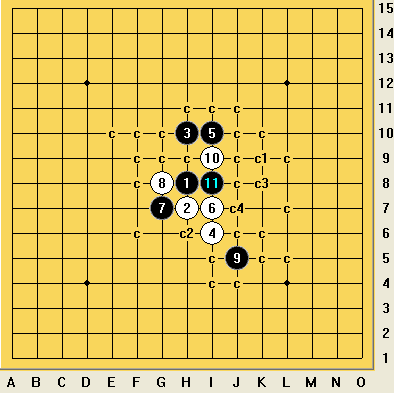 15
14
13
12
c c c 11
c c c 3 5 c c 10
c c c 10 c c1 c 9
c 8 1 11 c c3 8
7 2 6 c4 c 7
c c2 4 c c 6
c 9 c c 5
c c 4
3
2
1
A B C D E F G H I J K L M N O